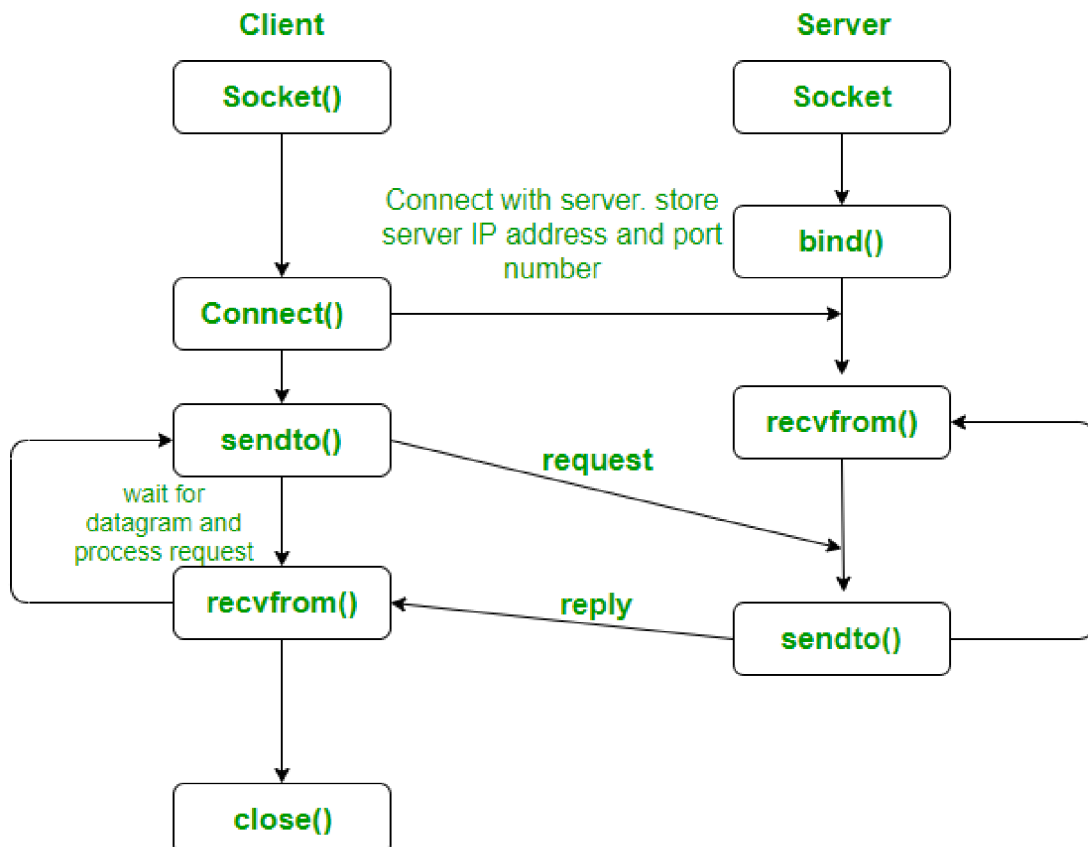 Client
Server
Socket()
Socket
Connect with server. store
server IP address and port
number
bind()
Connect()
sendto()
recvfrom()
request
wait for
datagram and
process request
recvfrom()
reply
sendto()
close()